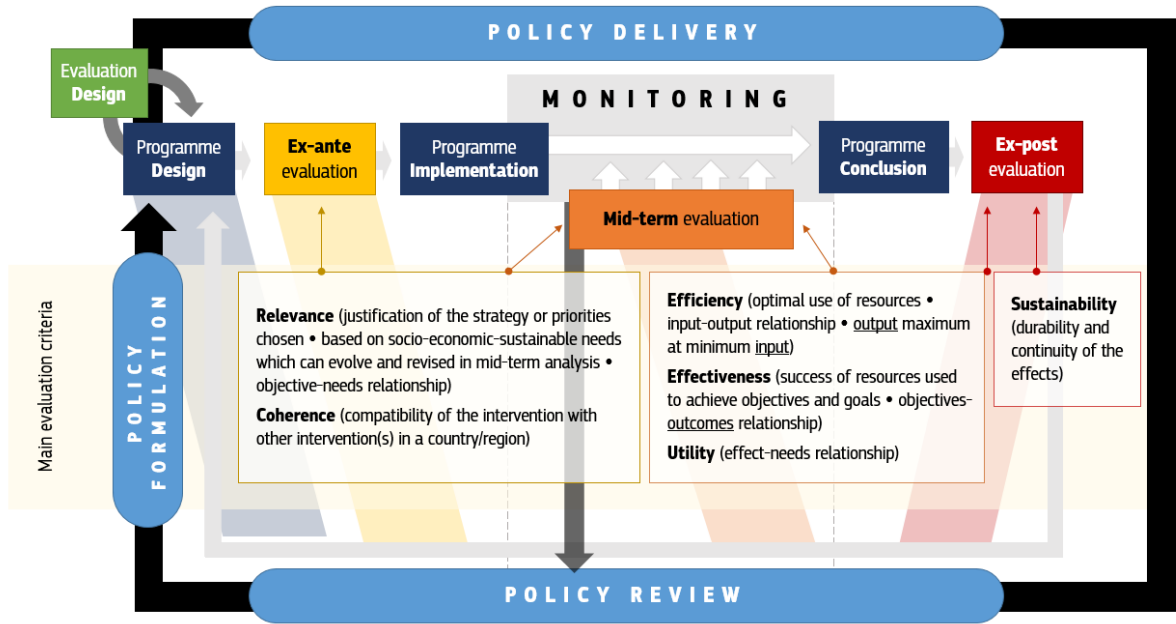 POLICY DELIVERY
Evaluation
Design
MONITORING
Programme
Design
Ex-ante
evaluation
Programme
Implementation
Programme
Conclusion
Ex-post
evaluation
Mid-term evaluation
Main evaluation criteria
POLICY
FORMULATION
Relevance (justification of the strategy or priorities
chosen • based on socio-economic-sustainable needs
which can evolve and revised in mid-term analysis •
objective-needs relationship)
Coherence (compatibility of the intervention with
other intervention(s) in a country/region)
Efficiency (optimal use of resources •
input-output relationship • output maximum
at minimum input)
Effectiveness (success of resources used
to achieve objectives and goals • objectives-
outcomes relationship)
Utility (effect-needs relationship)
Sustainability
(durability and
continuity of the
effects)
POLICY REVIEW